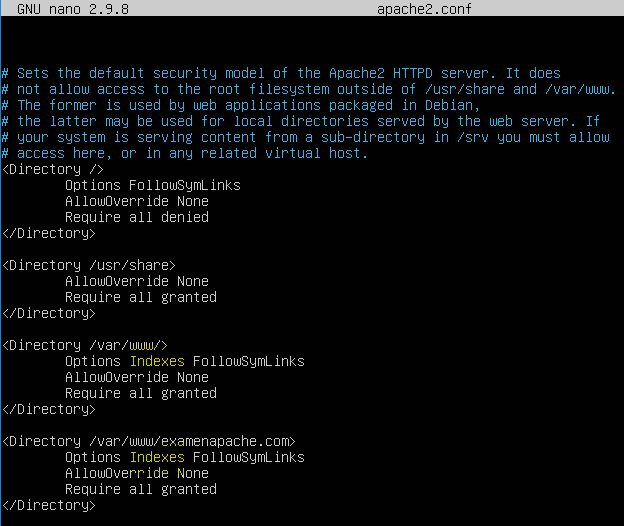 GNU nano 2.9.8 apache2.conf
# Sets the default security model of the Apache2 HTTPD server. It does
# not allow access to the root filesystem outside of /usr/share and /var/www.
# The former is used by web applications packaged in Debian,
# the latter may be used for local directories served by the web server. If
# your system is serving content from a sub-directory in /srv you must allow
# access here, or in any related virtual host.
<Directory />
Options FollowSymLinks
AllowOverride None
Require all denied
</Directory>
<Directory /usr/share>
AllowOverride None
Require all granted
</Directory>
<Directory /var/www/>
Options Indexes FollowSymLinks
AllowOverride None
Require all granted
</Directory>
<Directory /var/www/examenapache.com>
Options Indexes FollowSymLinks
AllowOverride None
Require all granted
</Directory>